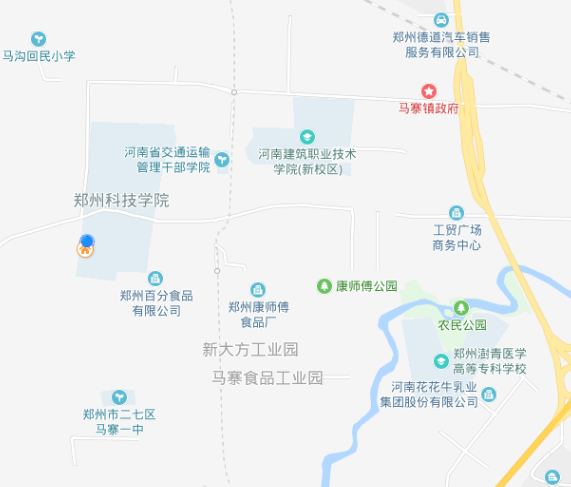 郑州德道汽车销售
服务有限公司
马沟回民小学
马寨镇政府
河南省交通运输
管理干部学院
河南建筑职业技术
学院(新校区)
郑州科技学院
工贸广场
商务中心
郑州百分食品
有限公司
郑州康师傅
食品厂
康师傅公园
农民公园
新大方工业园
郑州澍青医学
高等专科学校
马寨食品工业园
河南花花牛乳业
集团股份有限公司
郑州市二七区
马寨一中